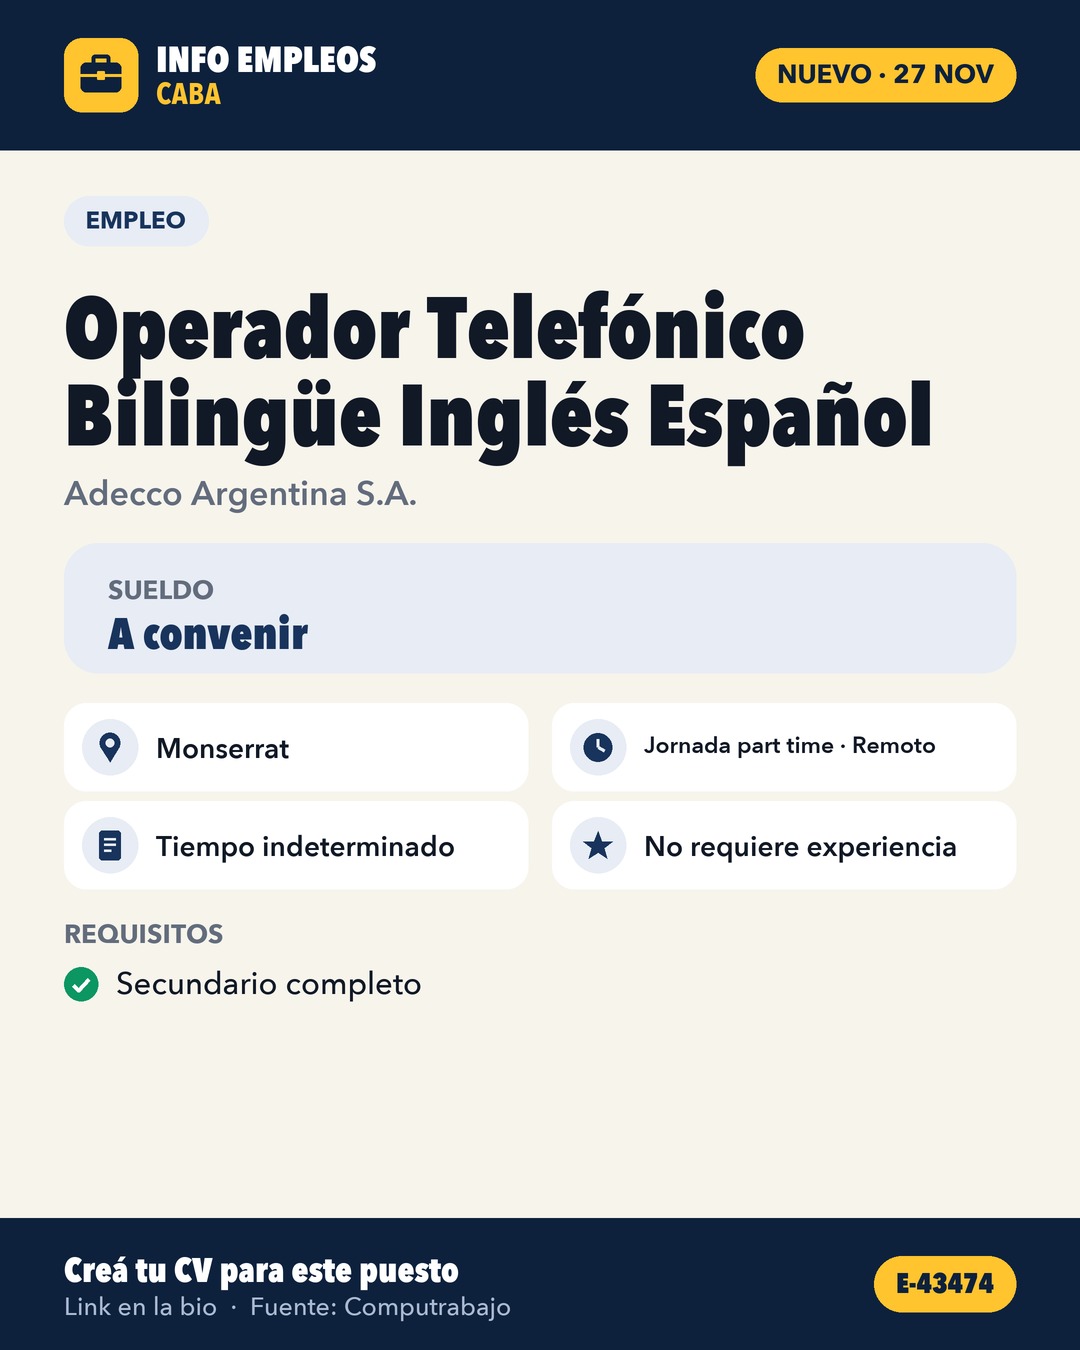 INFO EMPLEOS
CABA
NUEVO · 27 NOV
EMPLEO
Operador Telefónico
Bilingüe Inglés Español
Adecco Argentina S.A.
SUELDO
A convenir
Monserrat
Jornada part time · Remoto
Tiempo indeterminado
No requiere experiencia
REQUISITOS
Secundario completo
Creá tu CV para este puesto
Link en la bio · Fuente: Computrabajo
E-43474